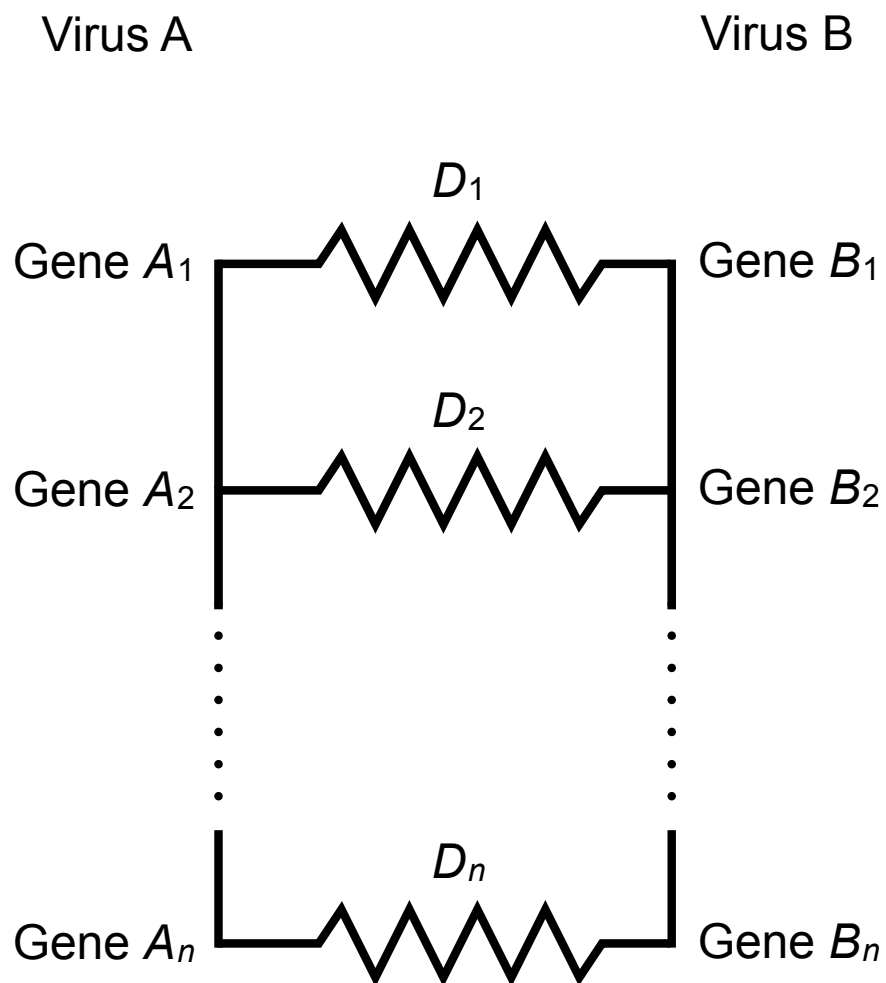 Virus A Virus B
D1
Gene A1 Gene B1
D2
Gene A2 Gene B2
Dn
Gene An Gene Bn